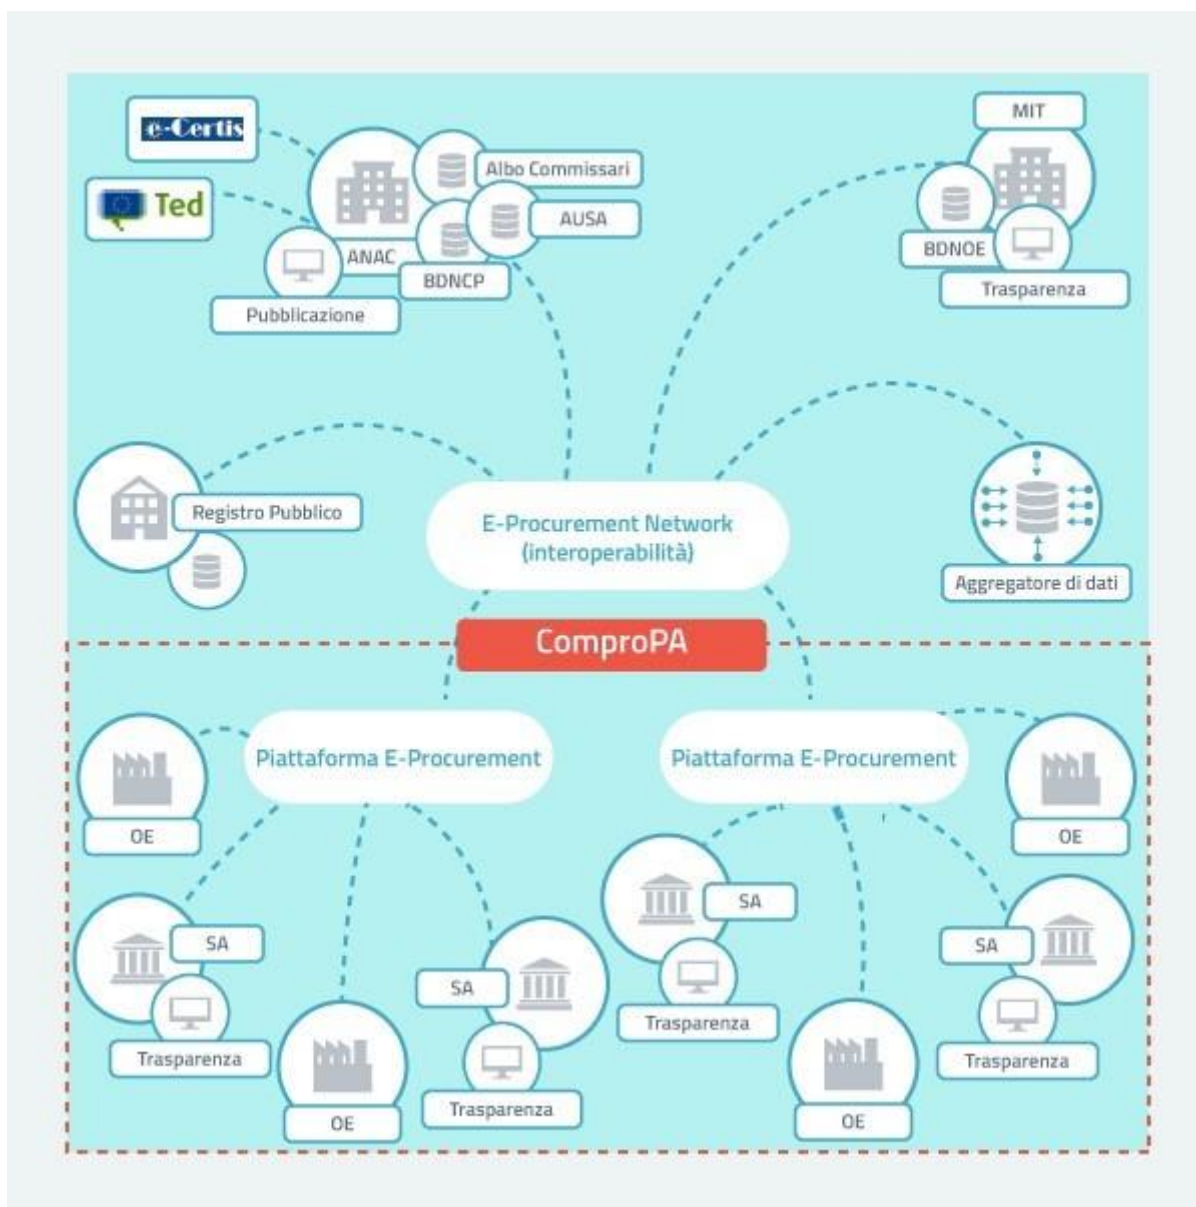 e-Certis
MIT
Albo Commissari
Ted
AUSA
ANAC
BDNOE
BDNCP
Trasparenza
Pubblicazione
Registro Pubblico
E-Procurement Network
(interoperabilità)
Aggregatore di dati
ComproPA
Piattaforma E-Procurement
Piattaforma E-Procurement
OE
OE
SA
SA
SA
SA
Trasparenza
Trasparenza
Trasparenza
Trasparenza
OE
OE